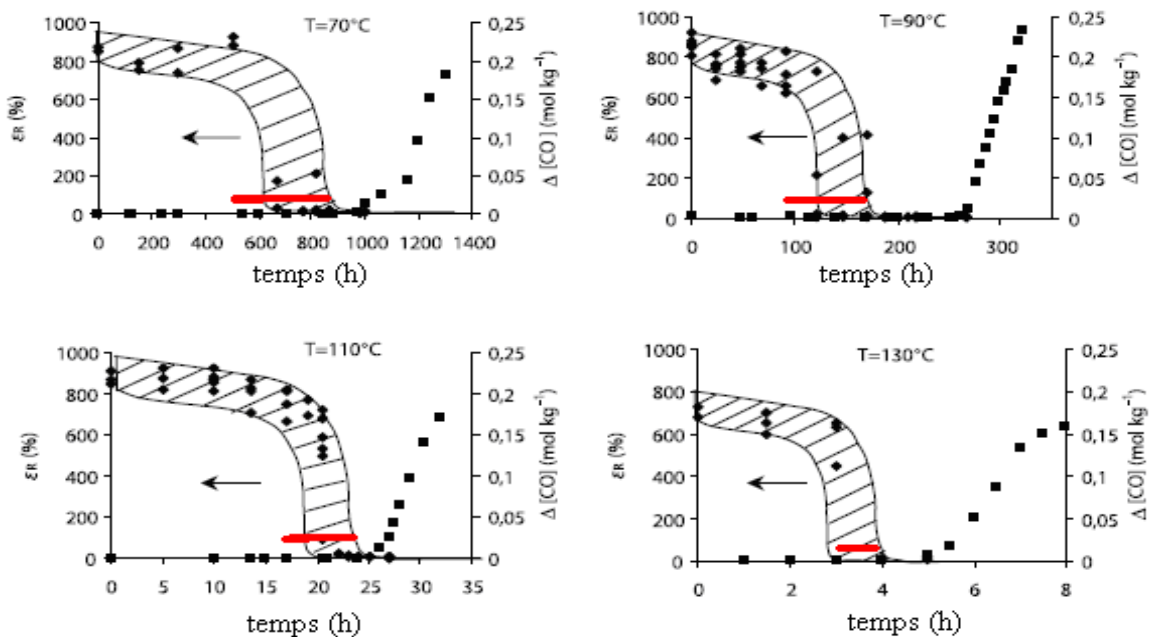 T=70°C
εR (%)
1000
800
600
400
200
0
0,25
0,2
0,15
0,1
0,05
0
Δ [CO] (mol kg⁻¹)
0 200 400 600 800 1000 1200 1400
temps (h)
T=90°C
εR (%)
1000
800
600
400
200
0
0,25
0,2
0,15
0,1
0,05
0
Δ [CO] (mol kg⁻¹)
0 100 200 300
temps (h)
T=110°C
εR (%)
1000
800
600
400
200
0
0,25
0,2
0,15
0,1
0,05
0
Δ [CO] (mol kg⁻¹)
0 5 10 15 20 25 30 35
temps (h)
T=130°C
εR (%)
1000
800
600
400
200
0
0,25
0,2
0,15
0,1
0,05
0
Δ [CO] (mol kg⁻¹)
0 2 4 6 8
temps (h)